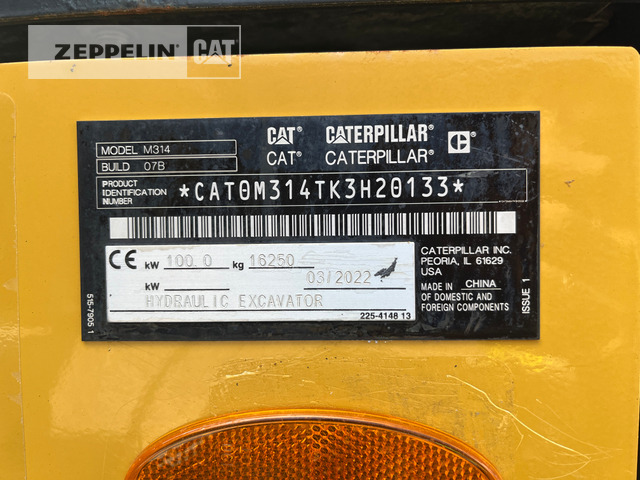 ZEPPELIN CAT
MODEL M314
BUILD 07B
CAT® CATERPILLAR® C
CAT® CATERPILLAR®
PRODUCT IDENTIFICATION NUMBER
*CAT0M314TK3H20133*
CE kW 100.0 kg 16250
03/2022
kW
HYDRAULIC EXCAVATOR
225-4148 13
CATERPILLAR INC.
PEORIA, IL 61629
USA
MADE IN CHINA
OF DOMESTIC AND
FOREIGN COMPONENTS
ISSUE 1
515-7905 1